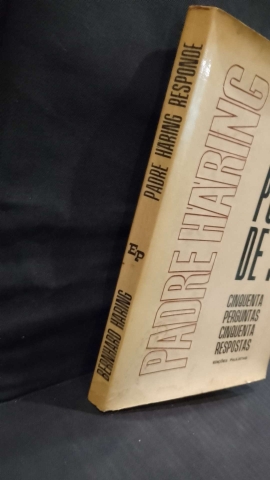 BERNHARD HARING
EP
PADRE HARING RESPONDE
PADRE HARING
DE
CINQUENTA
PERGUNTAS
CINQUENTA
RESPOSTAS